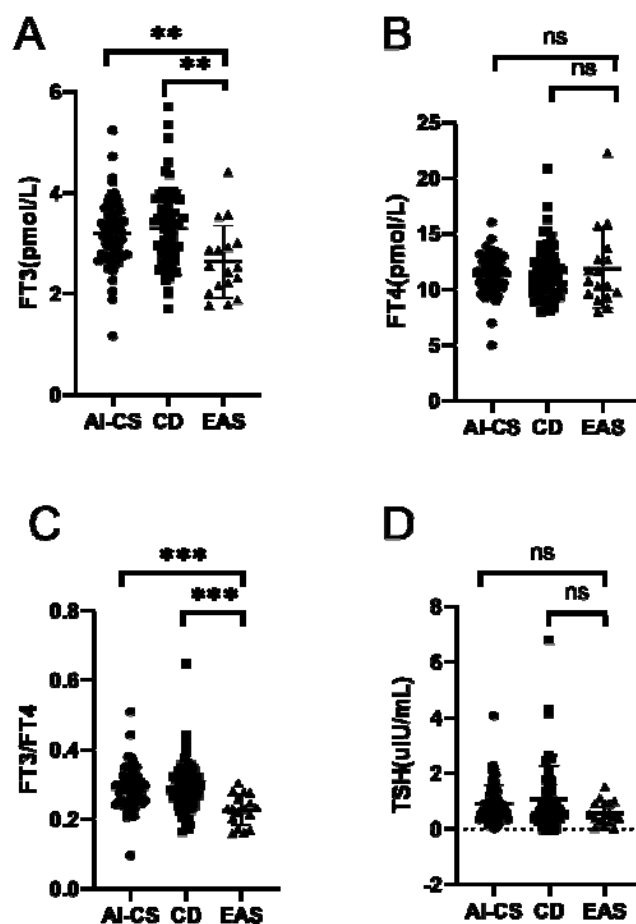 A
**
**
FT3(pmol/L)
6
4
2
0
AI-CS CD EAS
B
ns
ns
FT4(pmol/L)
25
20
15
10
5
0
AI-CS CD EAS
C
***
***
FT3/FT4
0.8
0.6
0.4
0.2
0.0
AI-CS CD EAS
D
ns
ns
TSH(uIU/mL)
8
6
4
2
0
-2
AI-CS CD EAS